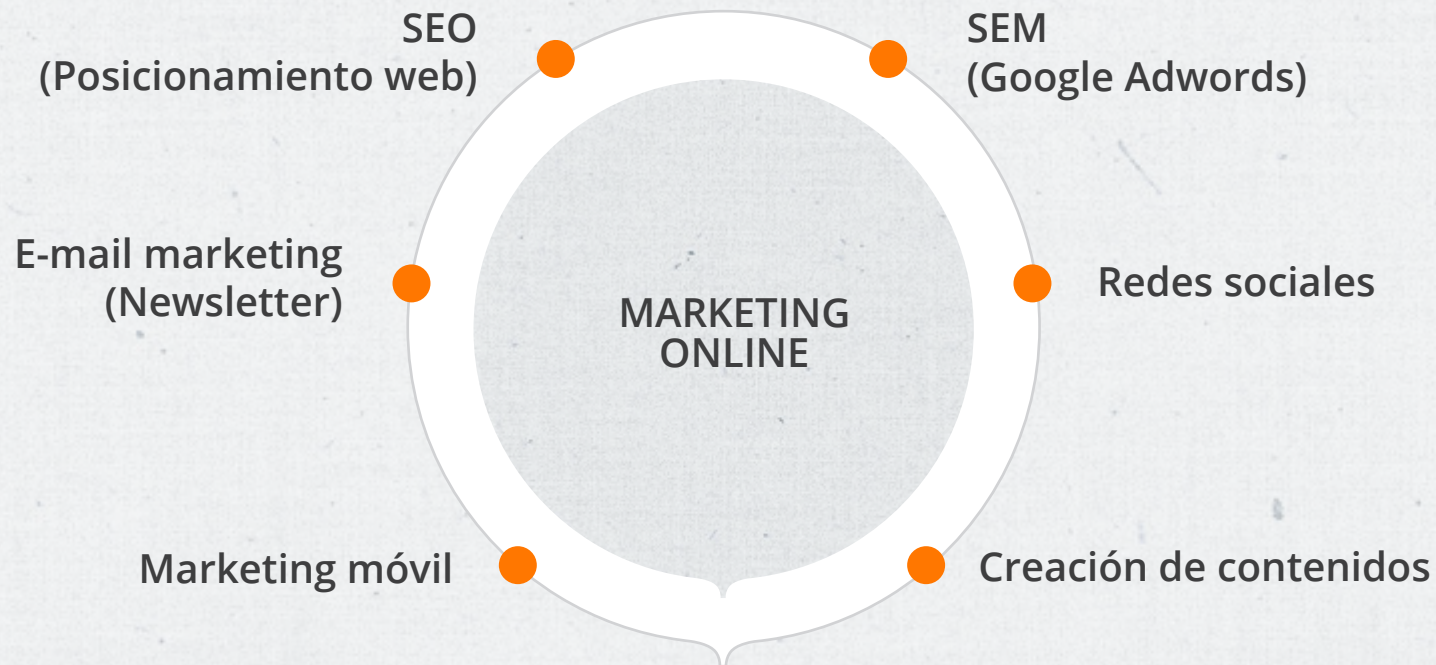 SEO
(Posicionamiento web)
SEM
(Google Adwords)
E-mail marketing
(Newsletter)
MARKETING
ONLINE
Redes sociales
Marketing móvil
Creación de contenidos